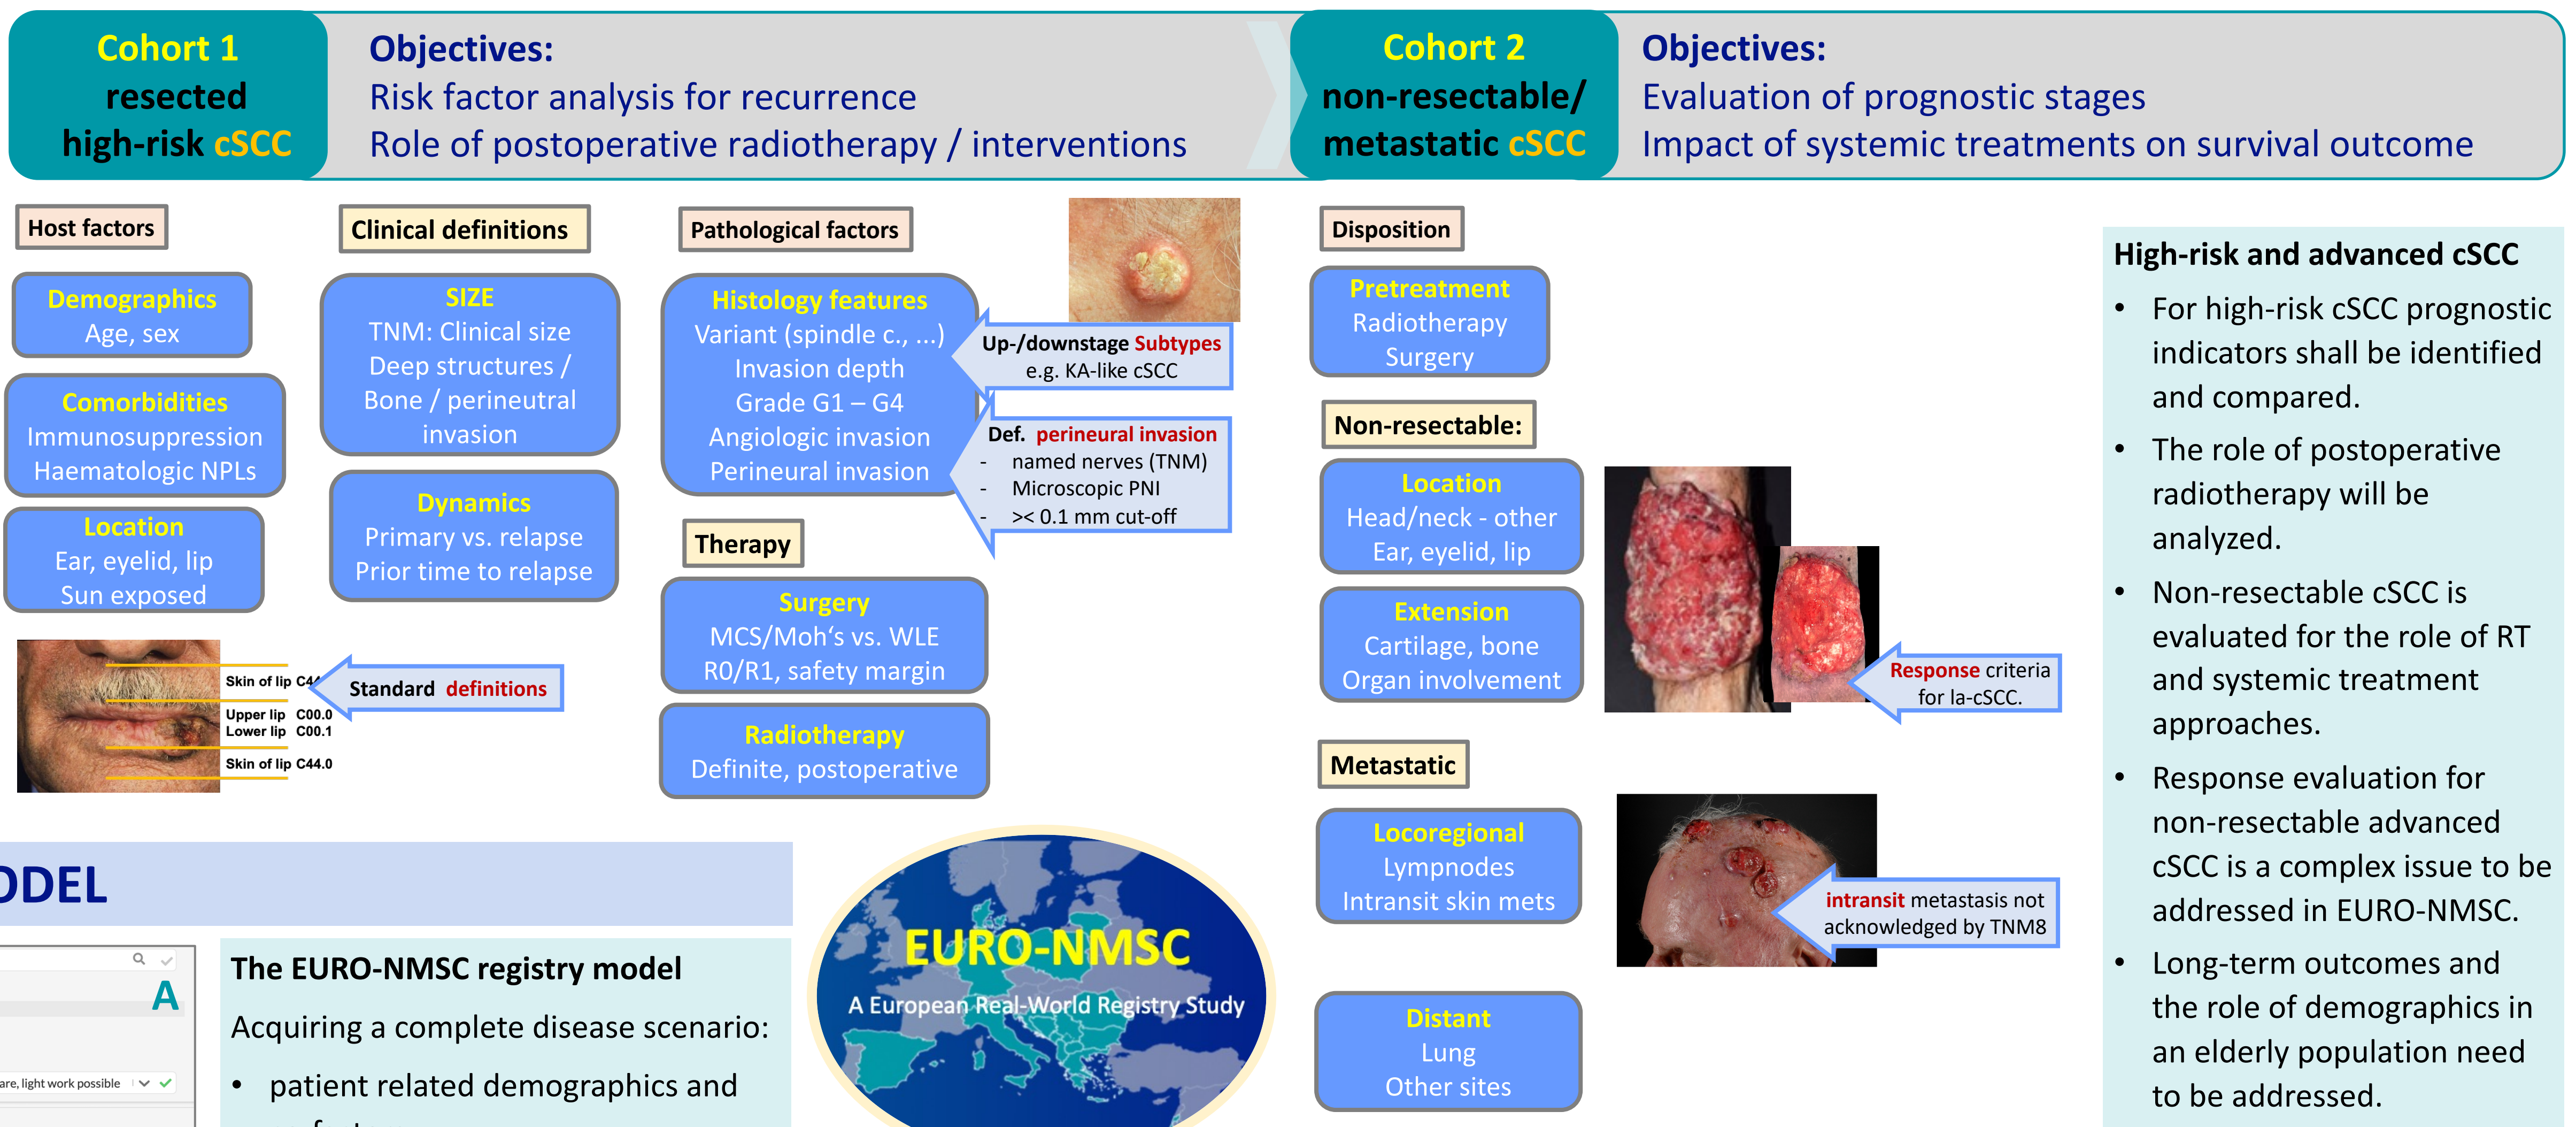 Cohort 1
resected
high-risk cSCC
Objectives:
Risk factor analysis for recurrence
Role of postoperative radiotherapy / interventions
Cohort 2
non-resectable/
metastatic cSCC
Objectives:
Evaluation of prognostic stages
Impact of systemic treatments on survival outcome
Host factors
Demographics
Age, sex
Comorbidities
Immunosuppression
Haematologic NPLs
Location
Ear, eyelid, lip
Sun exposed
Skin of lip C44
Upper lip C00.0
Lower lip C00.1
Skin of lip C44.0
Standard definitions
Clinical definitions
SIZE
TNM: Clinical size
Deep structures /
Bone / perineutral
invasion
Dynamics
Primary vs. relapse
Prior time to relapse
Pathological factors
Histology features
Variant (spindle c., ...)
Invasion depth
Grade G1 – G4
Angiologic invasion
Perineural invasion
Up-/downstage Subtypes
e.g. KA-like cSCC
Def. perineural invasion
- named nerves (TNM)
- Microscopic PNI
- >< 0.1 mm cut-off
Therapy
Surgery
MCS/Moh‘s vs. WLE
R0/R1, safety margin
Radiotherapy
Definite, postoperative
Disposition
Pretreatment
Radiotherapy
Surgery
Non-resectable:
Location
Head/neck - other
Ear, eyelid, lip
Extension
Cartilage, bone
Organ involvement
Response criteria
for la-cSCC.
Metastatic
Locoregional
Lympnodes
Intransit skin mets
intransit metastasis not
acknowledged by TNM8
Distant
Lung
Other sites
High-risk and advanced cSCC
• For high-risk cSCC prognostic
indicators shall be identified
and compared.
• The role of postoperative
radiotherapy will be
analyzed.
• Non-resectable cSCC is
evaluated for the role of RT
and systemic treatment
approaches.
• Response evaluation for
non-resectable advanced
cSCC is a complex issue to be
addressed in EURO-NMSC.
• Long-term outcomes and
the role of demographics in
an elderly population need
to be addressed.
ODEL
A
are, light work possible
The EURO-NMSC registry model
Acquiring a complete disease scenario:
• patient related demographics and
EURO-NMSC
A European Real-World Registry Study